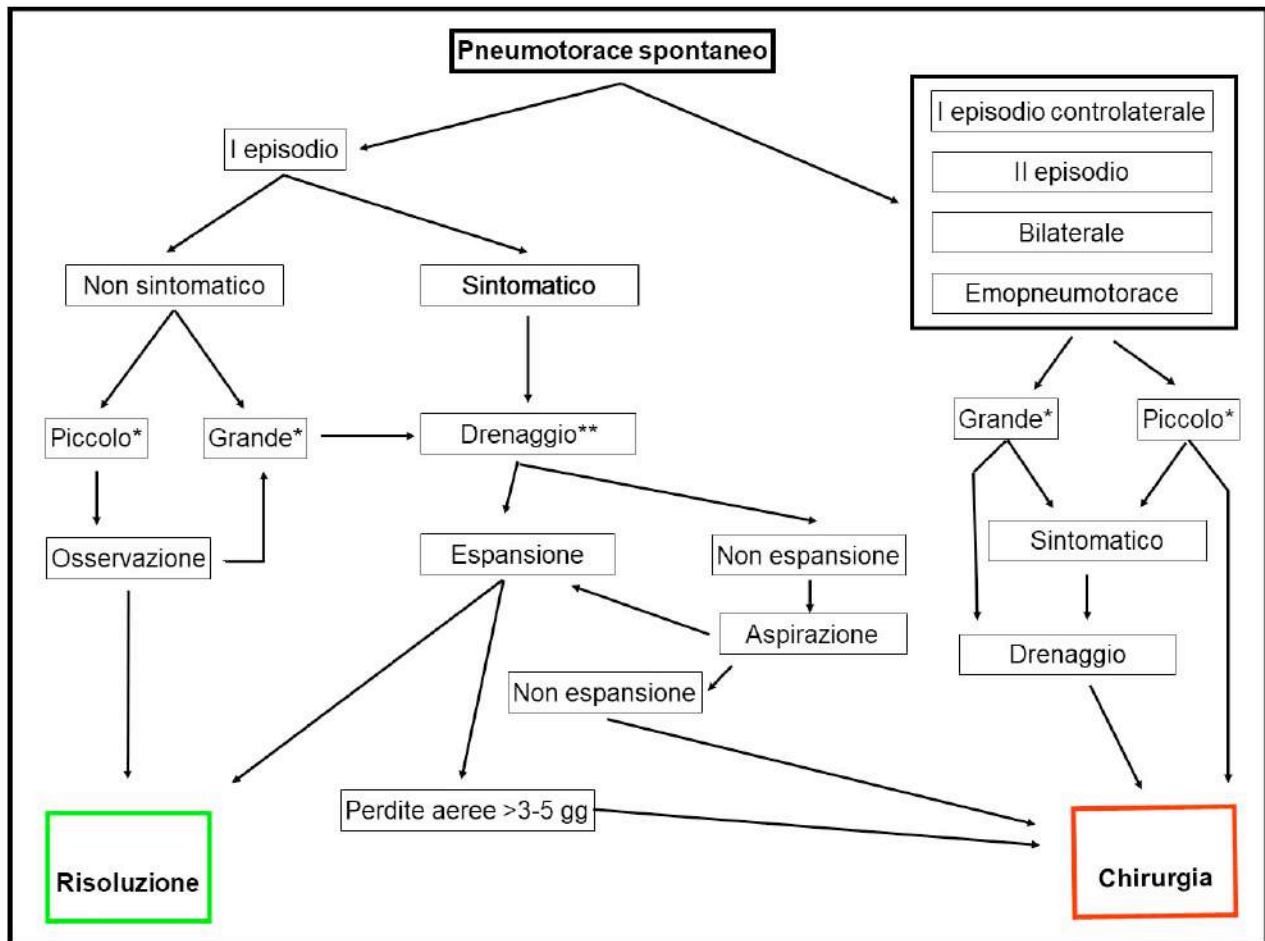 Pneumotorace spontaneo
I episodio controlaterale
I episodio
II episodio
Bilaterale
Non sintomatico
Sintomatico
Emopneumotorace
Piccolo*
Grande*
Drenaggio**
Grande*
Piccolo*
Osservazione
Espansione
Non espansione
Sintomatico
Aspirazione
Drenaggio
Non espansione
Perdite aeree >3-5 gg
Risoluzione
Chirurgia